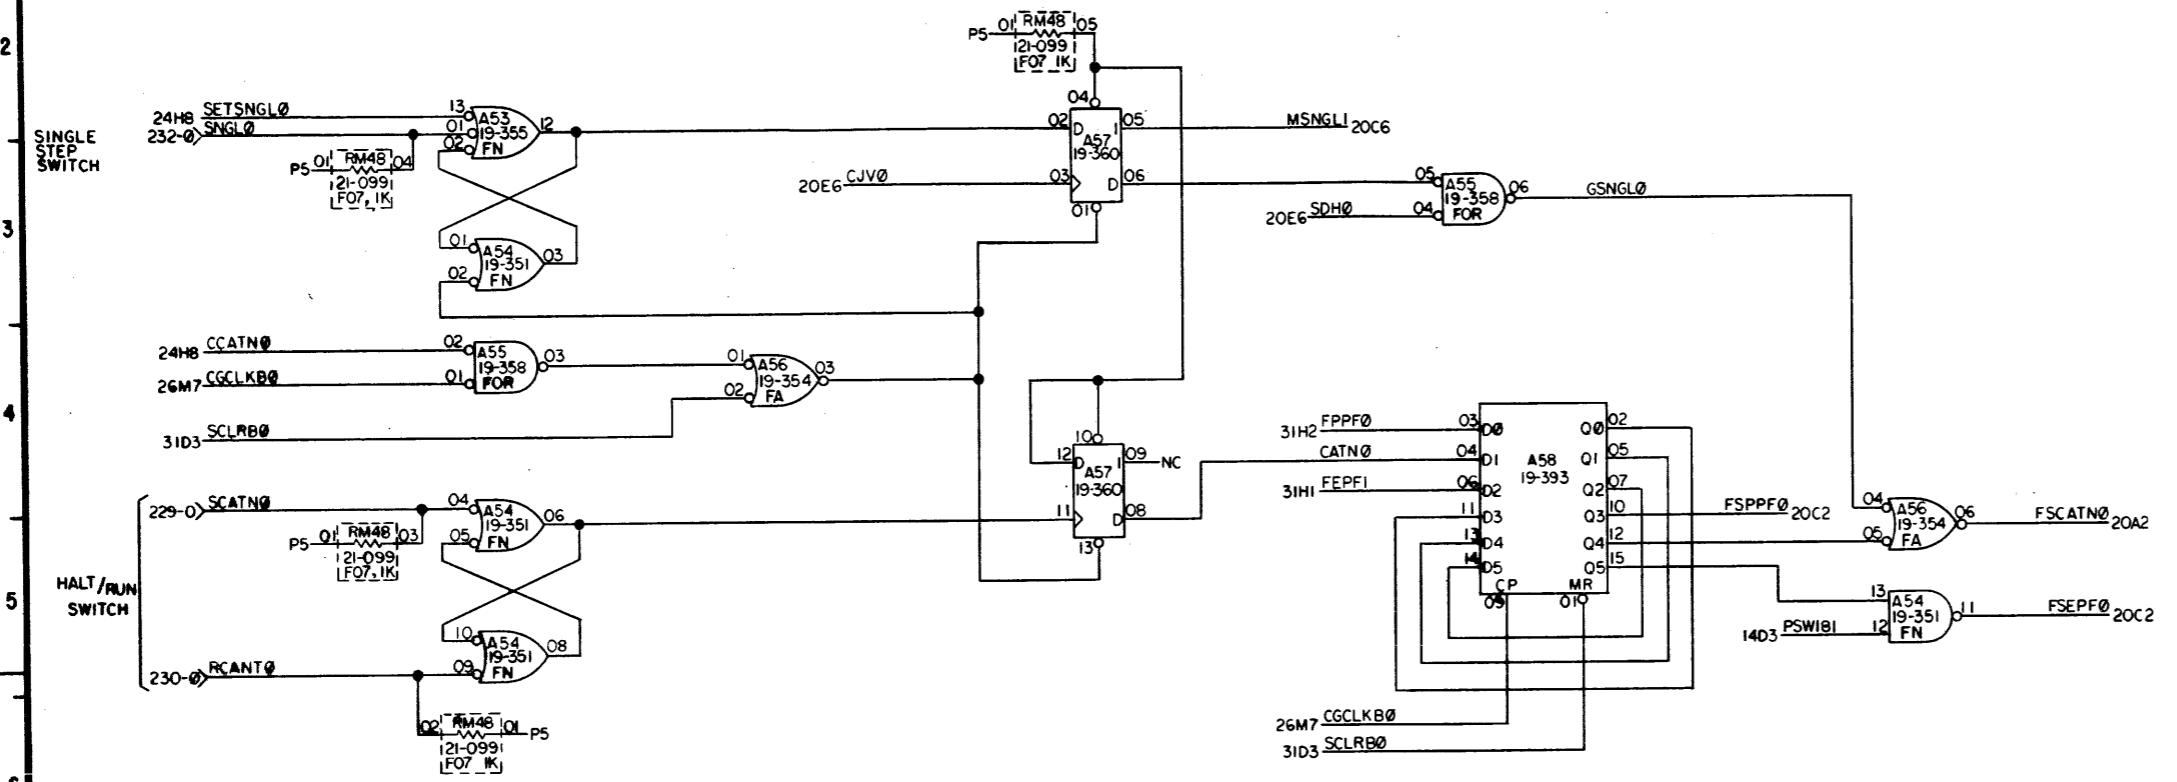 2
P5 01 RM48 05
21-099
F07 1K
24H8 SETSNGLØ 13 A53 12
232-0 SNGLØ 01 19-355
02 FN
SINGLE
STEP
SWITCH
P5 01 RM48 04
21-099
F07, 1K
04
02 D 1 05 MSNGL1 20C6
A57
19-360
20E6 CJVØ 03 D 06
01
05 A55 06 GSNGLØ
19-358
20E6 SDHØ 04 FOR
3
01 A54
19-351 03
02 FN
24H8 CCATNØ 02 A55 03
19-358
26M7 CGCLKBØ 01 FOR
01 A56 03
19-354
02 FA
4
31D3 SCLRBØ
10
12 D 1 09 NC
A57
19-360
11 D 08
13
31H2 FPPFØ 03 DØ QØ 02
CATNØ 04 D1 A58 Q1 05
19-393
31H1 FEPF1 06 D2 Q2 07
11 D3 Q3 10 FSPPFØ 20C2
13 D4 Q4 12
14 D5 Q5 15
CP MR
09 01
04 A56 06 FSCATNØ 20A2
19-354
05 FA
229-0 SCATNØ 04 A54 06
19-351
05 FN
P5 01 RM48 03
21-099
F07, 1K
5
HALT/RUN
SWITCH
13 A54 11 FSEPFØ 20C2
19-351
14D3 PSW181 12 FN
10 A54
19-351 08
230-Ø RCANTØ 09 FN
02 RM48 01 P5
21-099
F07 1K
26M7 CGCLKBØ
31D3 SCLRBØ